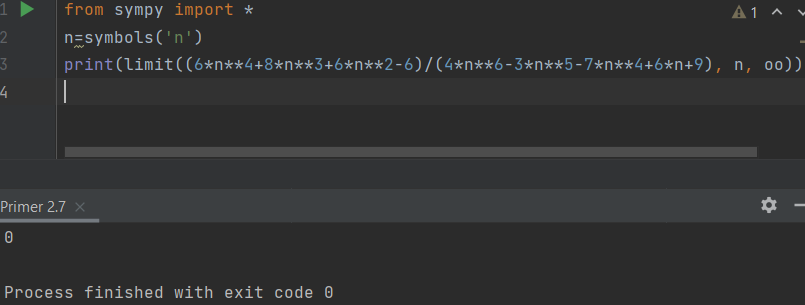 1 from sympy import * 1
2 n=symbols('n')
3 print(limit((6*n**4+8*n**3+6*n**2-6)/(4*n**6-3*n**5-7*n**4+6*n+9), n, oo))
4
Primer 2.7 ×
0
Process finished with exit code 0